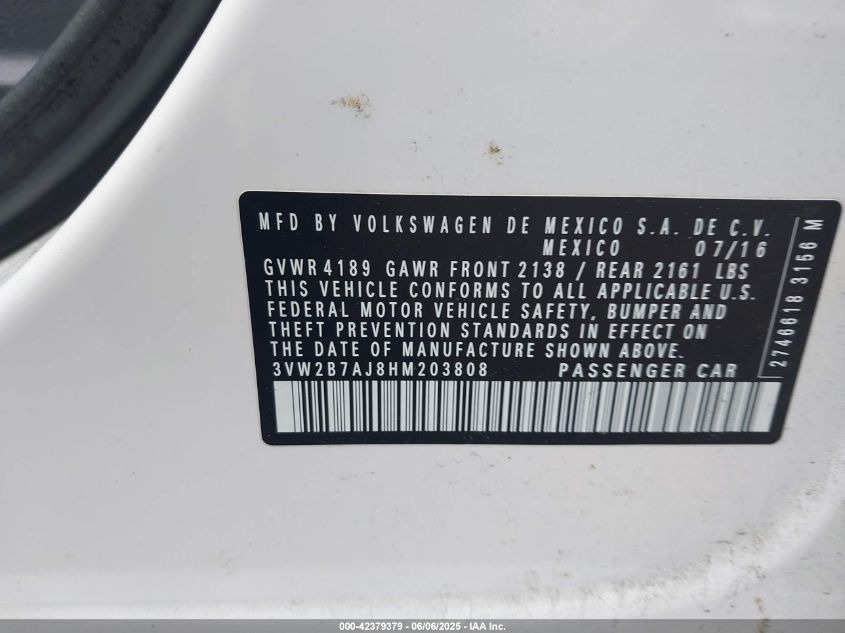 MFD BY VOLKSWAGEN DE MEXICO S.A. DE C.V.
MEXICO 07/16
GVWR 4189 GAWR FRONT 2138 / REAR 2161 LBS
THIS VEHICLE CONFORMS TO ALL APPLICABLE U.S.
FEDERAL MOTOR VEHICLE SAFETY, BUMPER AND
THEFT PREVENTION STANDARDS IN EFFECT ON
THE DATE OF MANUFACTURE SHOWN ABOVE.
3VW2B7AJ8HM203808 PASSENGER CAR
2746618 3156 M
000-42379379 / 06/06/2025 - IAA Inc.